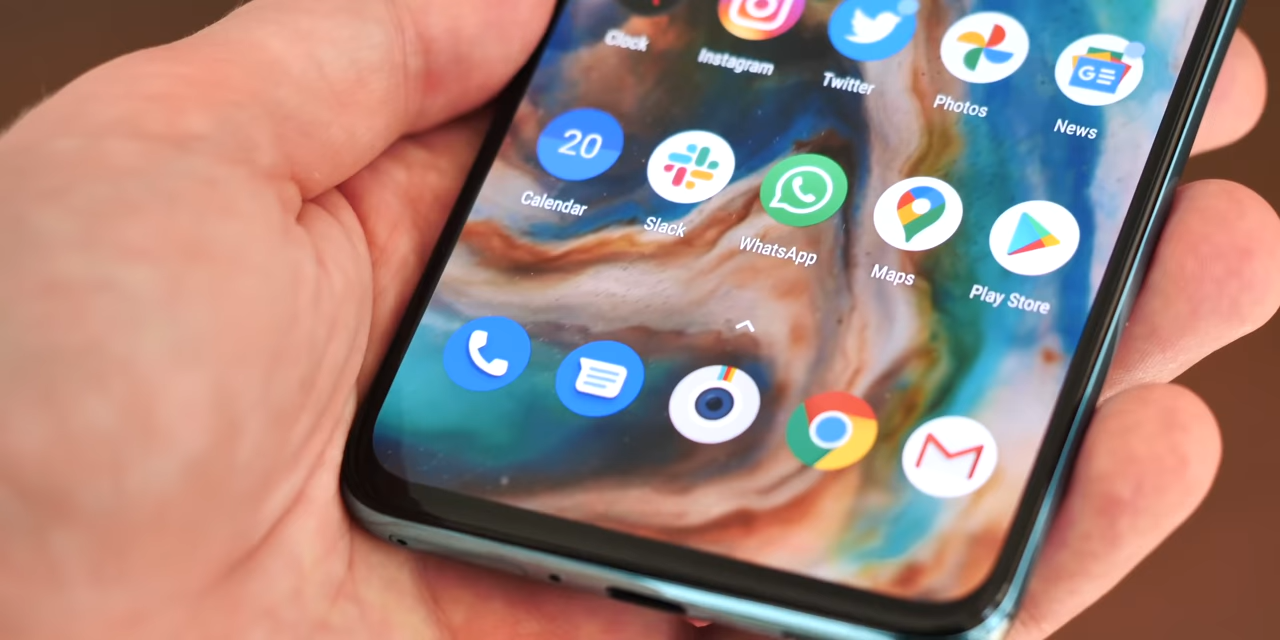 Clock
Instagram
Twitter
Photos
News
20
Calendar
Slack
WhatsApp
Maps
Play Store